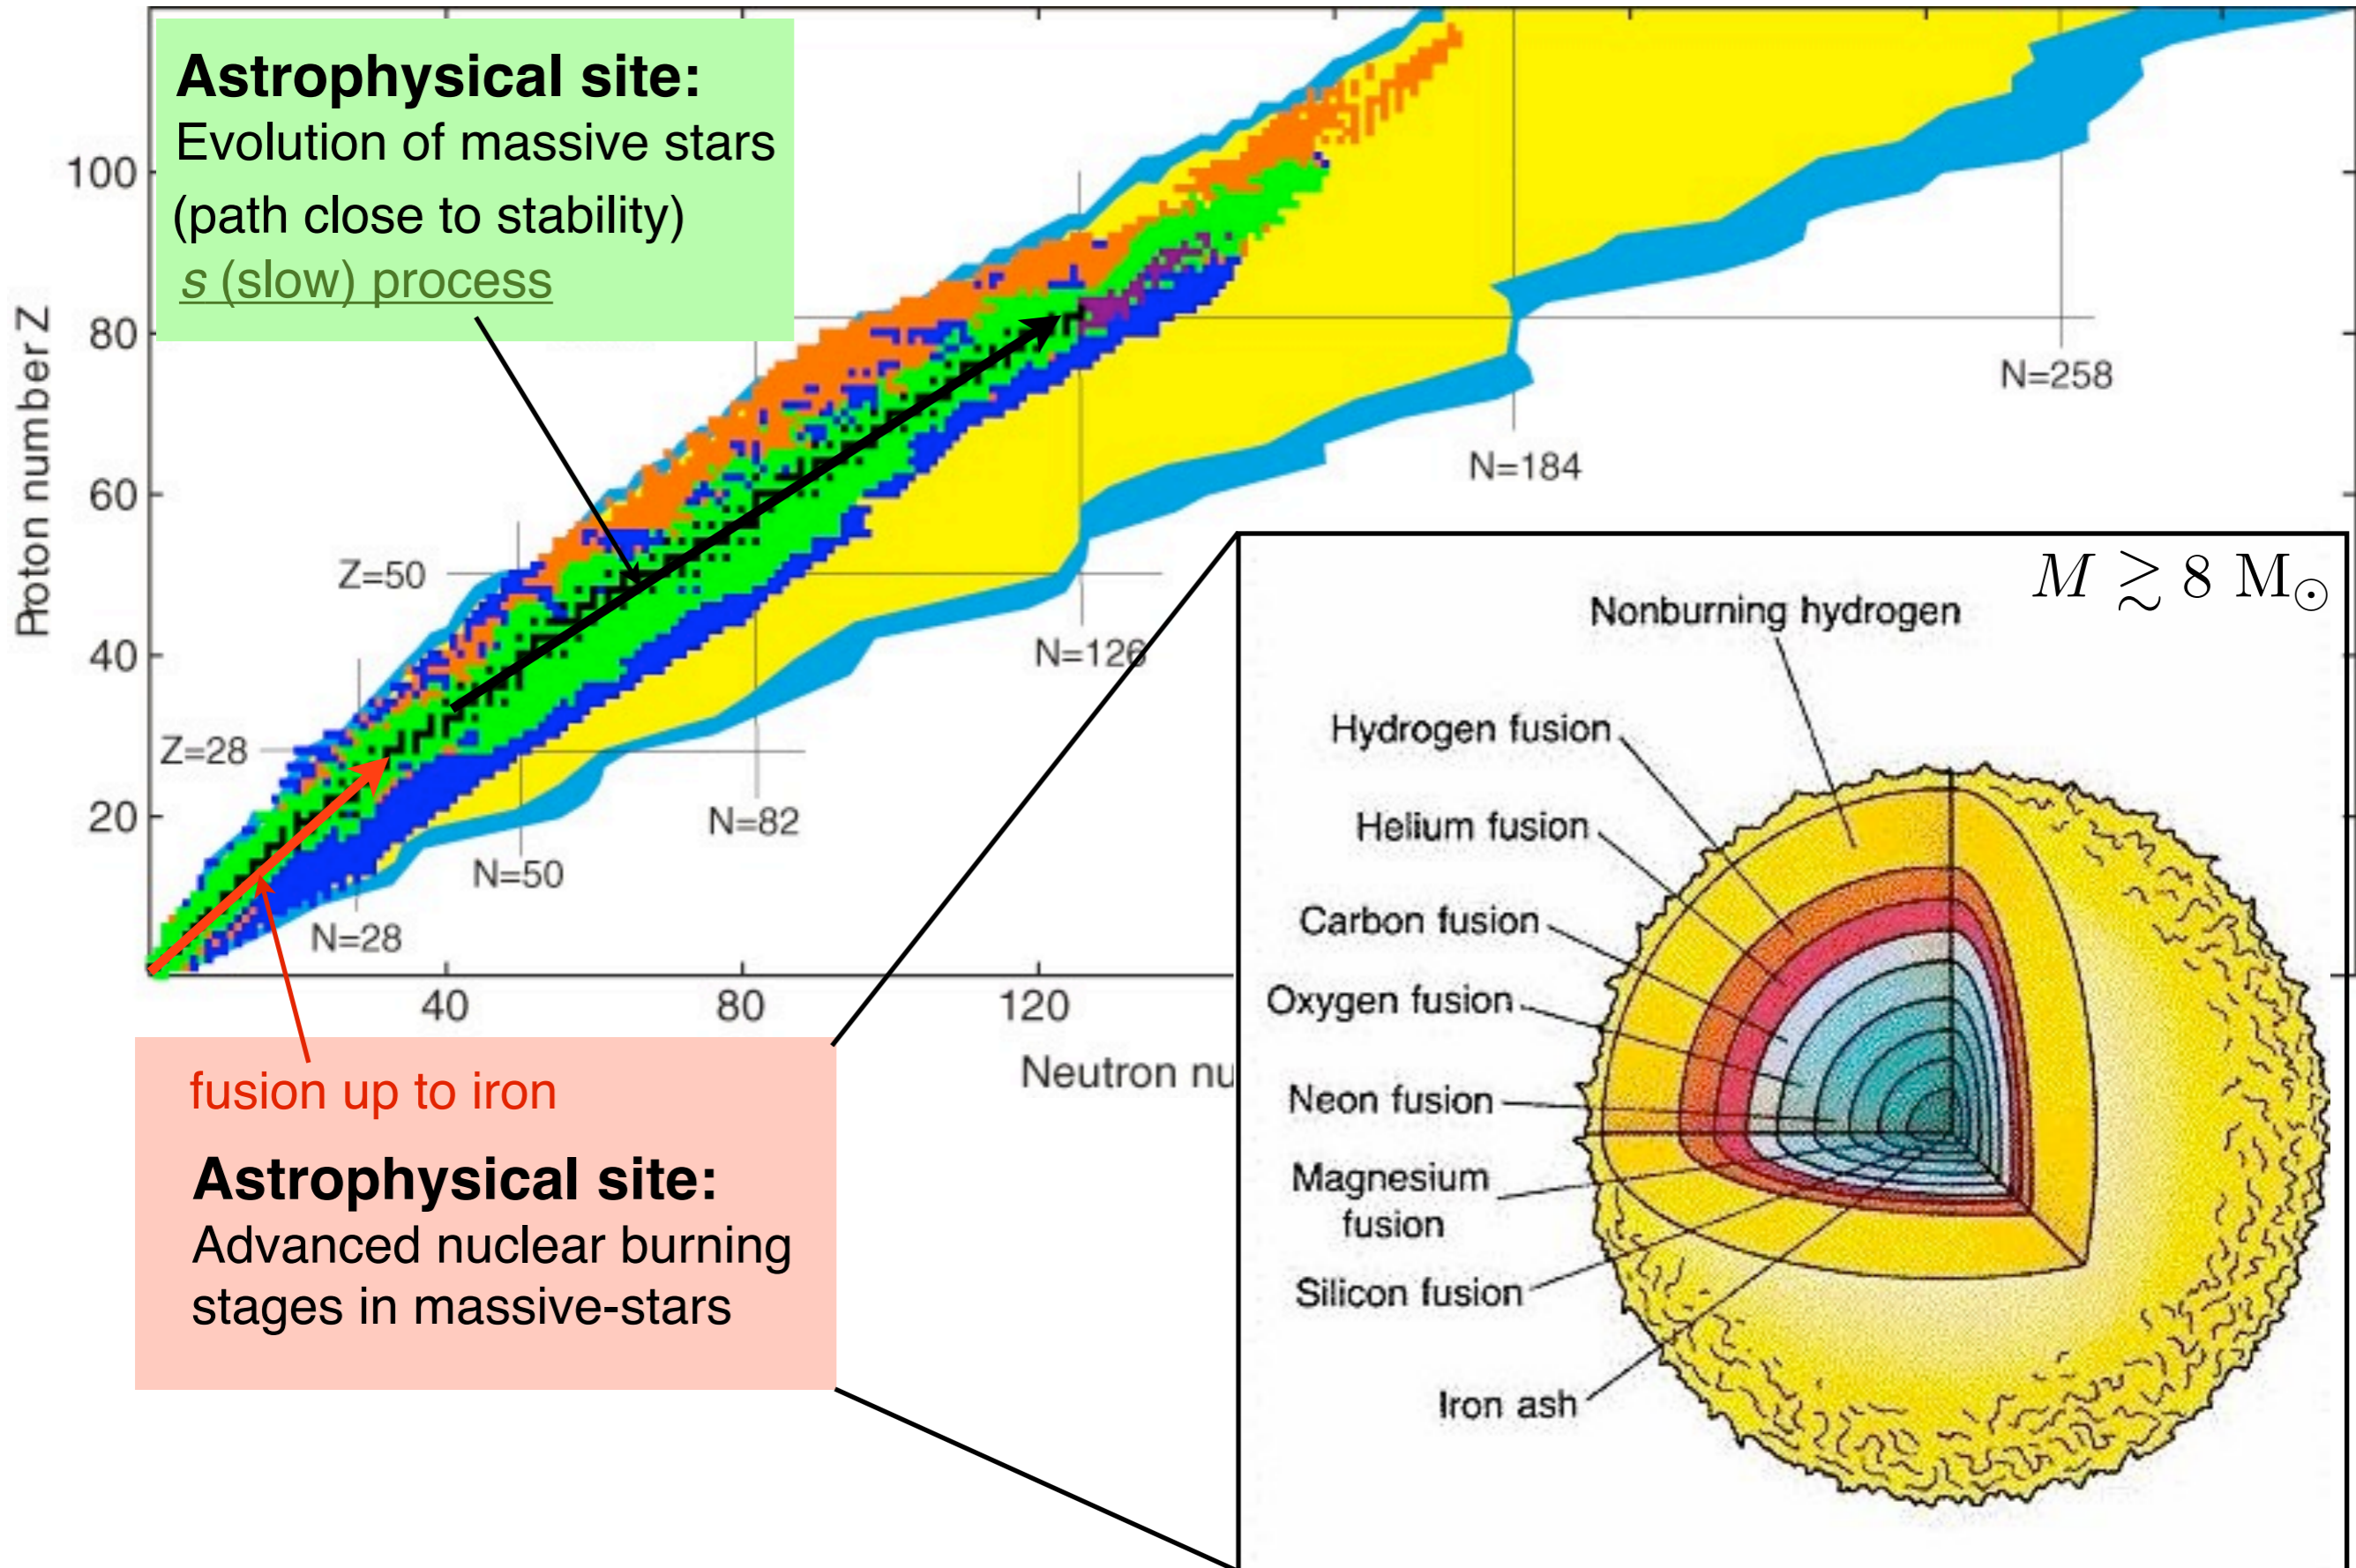 Astrophysical site:
Evolution of massive stars
(path close to stability)
s (slow) process
Proton number Z
100
80
60
40
20
Z=50
Z=28
N=28
N=50
N=82
N=126
N=184
N=258
40
80
120
Neutron nu
fusion up to iron
Astrophysical site:
Advanced nuclear burning
stages in massive-stars
M ≳ 8 M☉
Nonburning hydrogen
Hydrogen fusion
Helium fusion
Carbon fusion
Oxygen fusion
Neon fusion
Magnesium
fusion
Silicon fusion
Iron ash